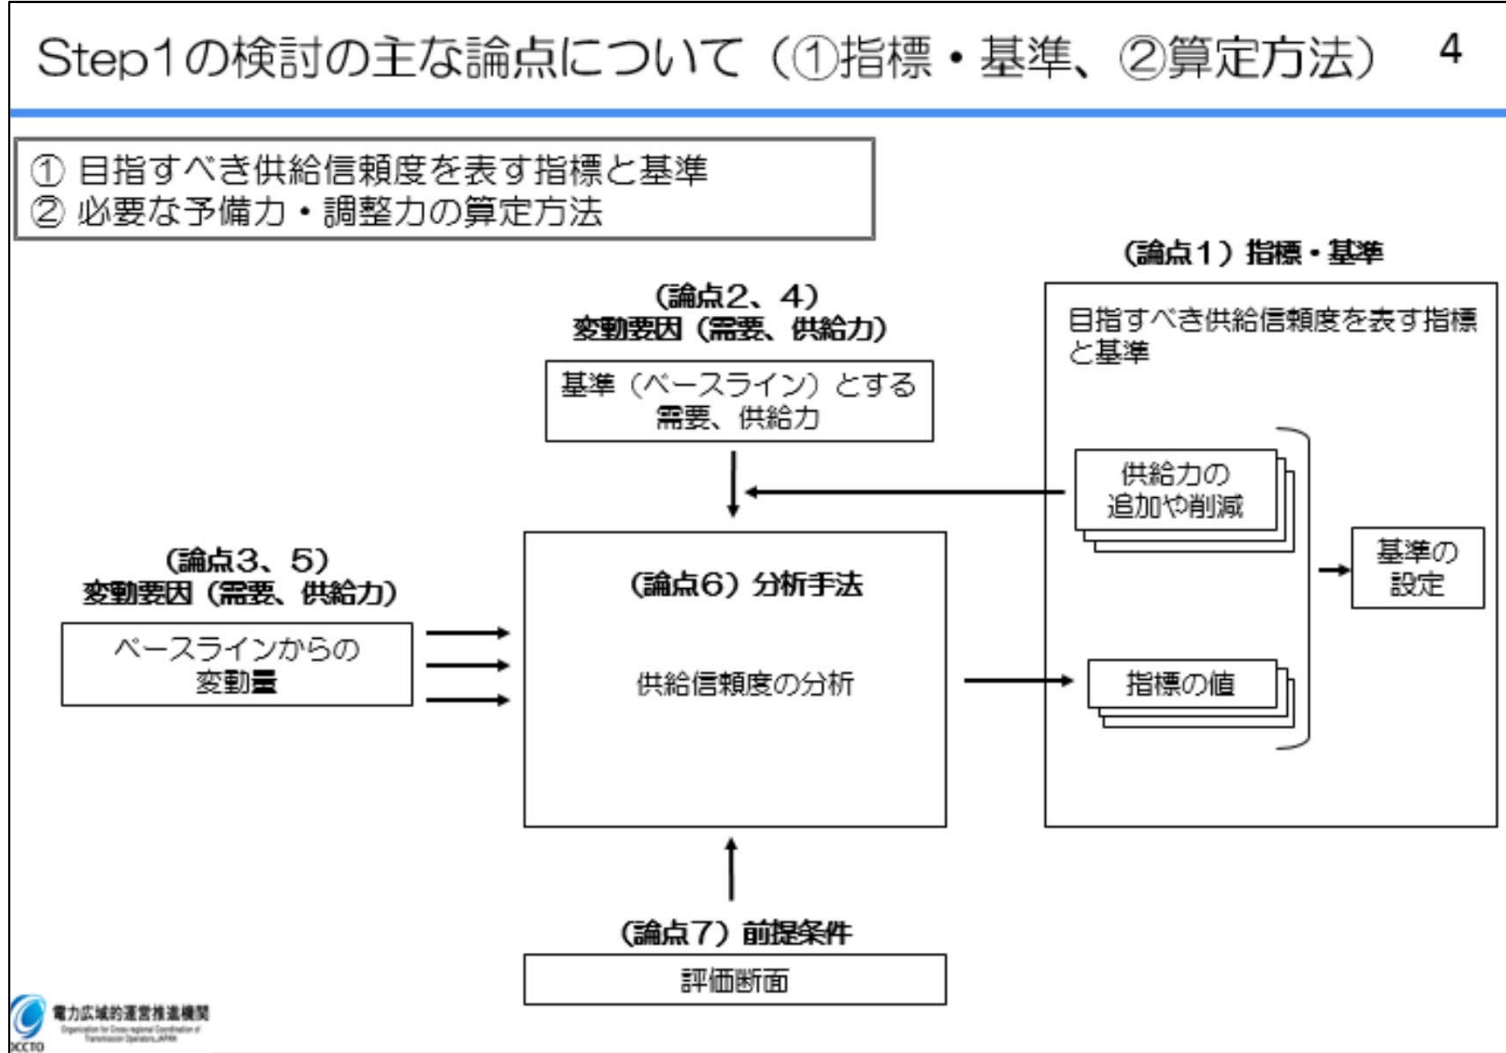 Step1の検討の主な論点について（①指標・基準、②算定方法）
4
① 目指すべき供給信頼度を表す指標と基準
② 必要な予備力・調整力の算定方法
（論点1）指標・基準
目指すべき供給信頼度を表す指標
と基準
（論点2、4）
変動要因（需要、供給力）
基準（ベースライン）とする
需要、供給力
供給力の
追加や削減
基準の
設定
（論点3、5）
変動要因（需要、供給力）
ベースラインからの
変動量
（論点6）分析手法
供給信頼度の分析
指標の値
（論点7）前提条件
評価断面
電力広域的運営推進機関
Organization for Cross-regional Coordination of
Transmission Operators, JAPAN
OCCTO